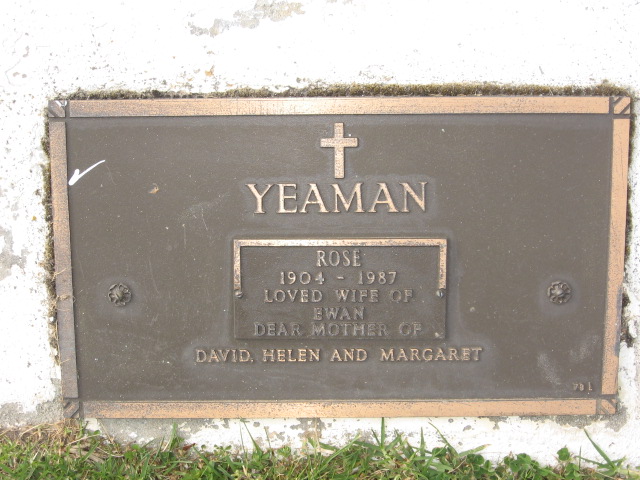 YEAMAN
ROSE
1904 - 1987
LOVED WIFE OF
EWAN
DEAR MOTHER OF
DAVID, HELEN AND MARGARET